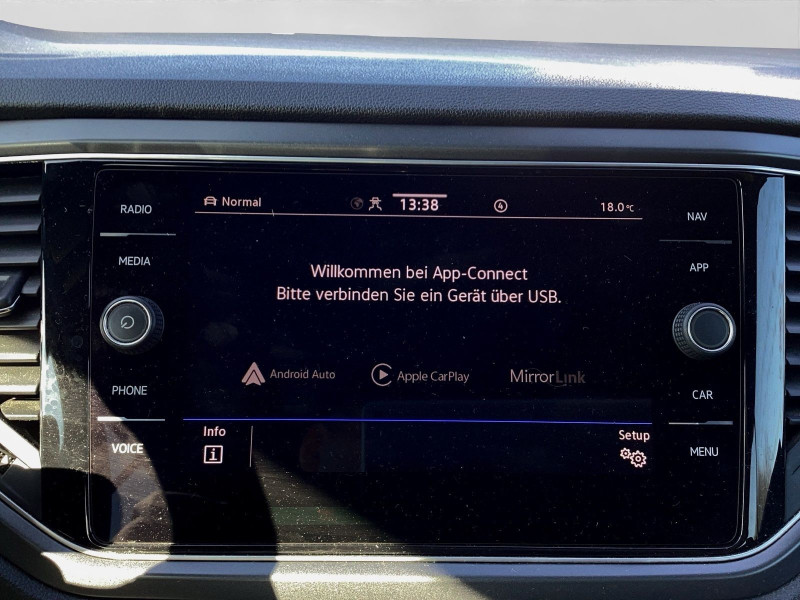 RADIO
MEDIA
PHONE
VOICE
Normal
13:38
4
18.0°C
Willkommen bei App-Connect
Bitte verbinden Sie ein Gerät über USB.
Android Auto
Apple CarPlay
MirrorLink
Info
Setup
NAV
APP
CAR
MENU